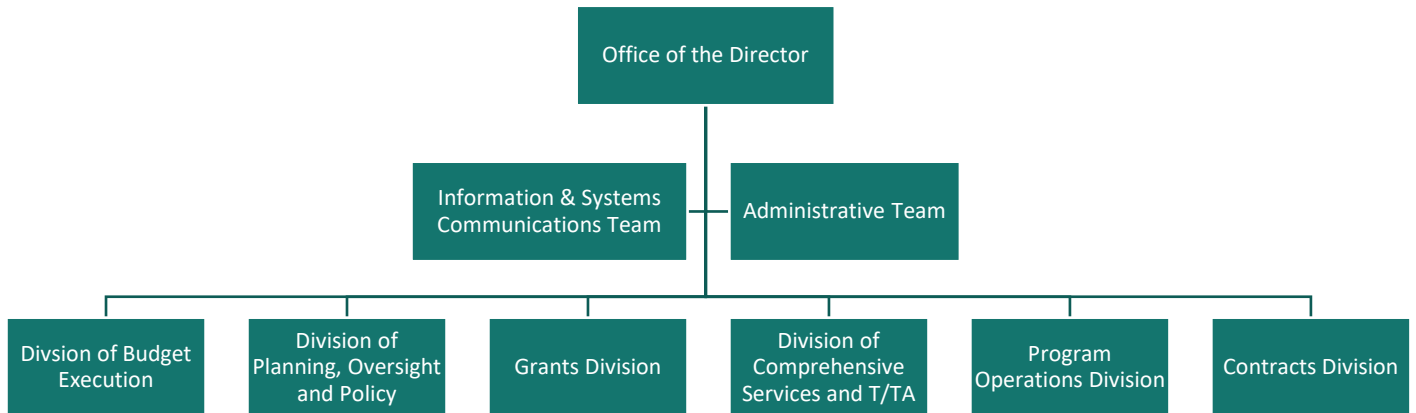 Office of the Director
Information & Systems
Communications Team
Administrative Team
Divsion of Budget
Execution
Division of
Planning, Oversight
and Policy
Grants Division
Division of
Comprehensive
Services and T/TA
Program
Operations Division
Contracts Division